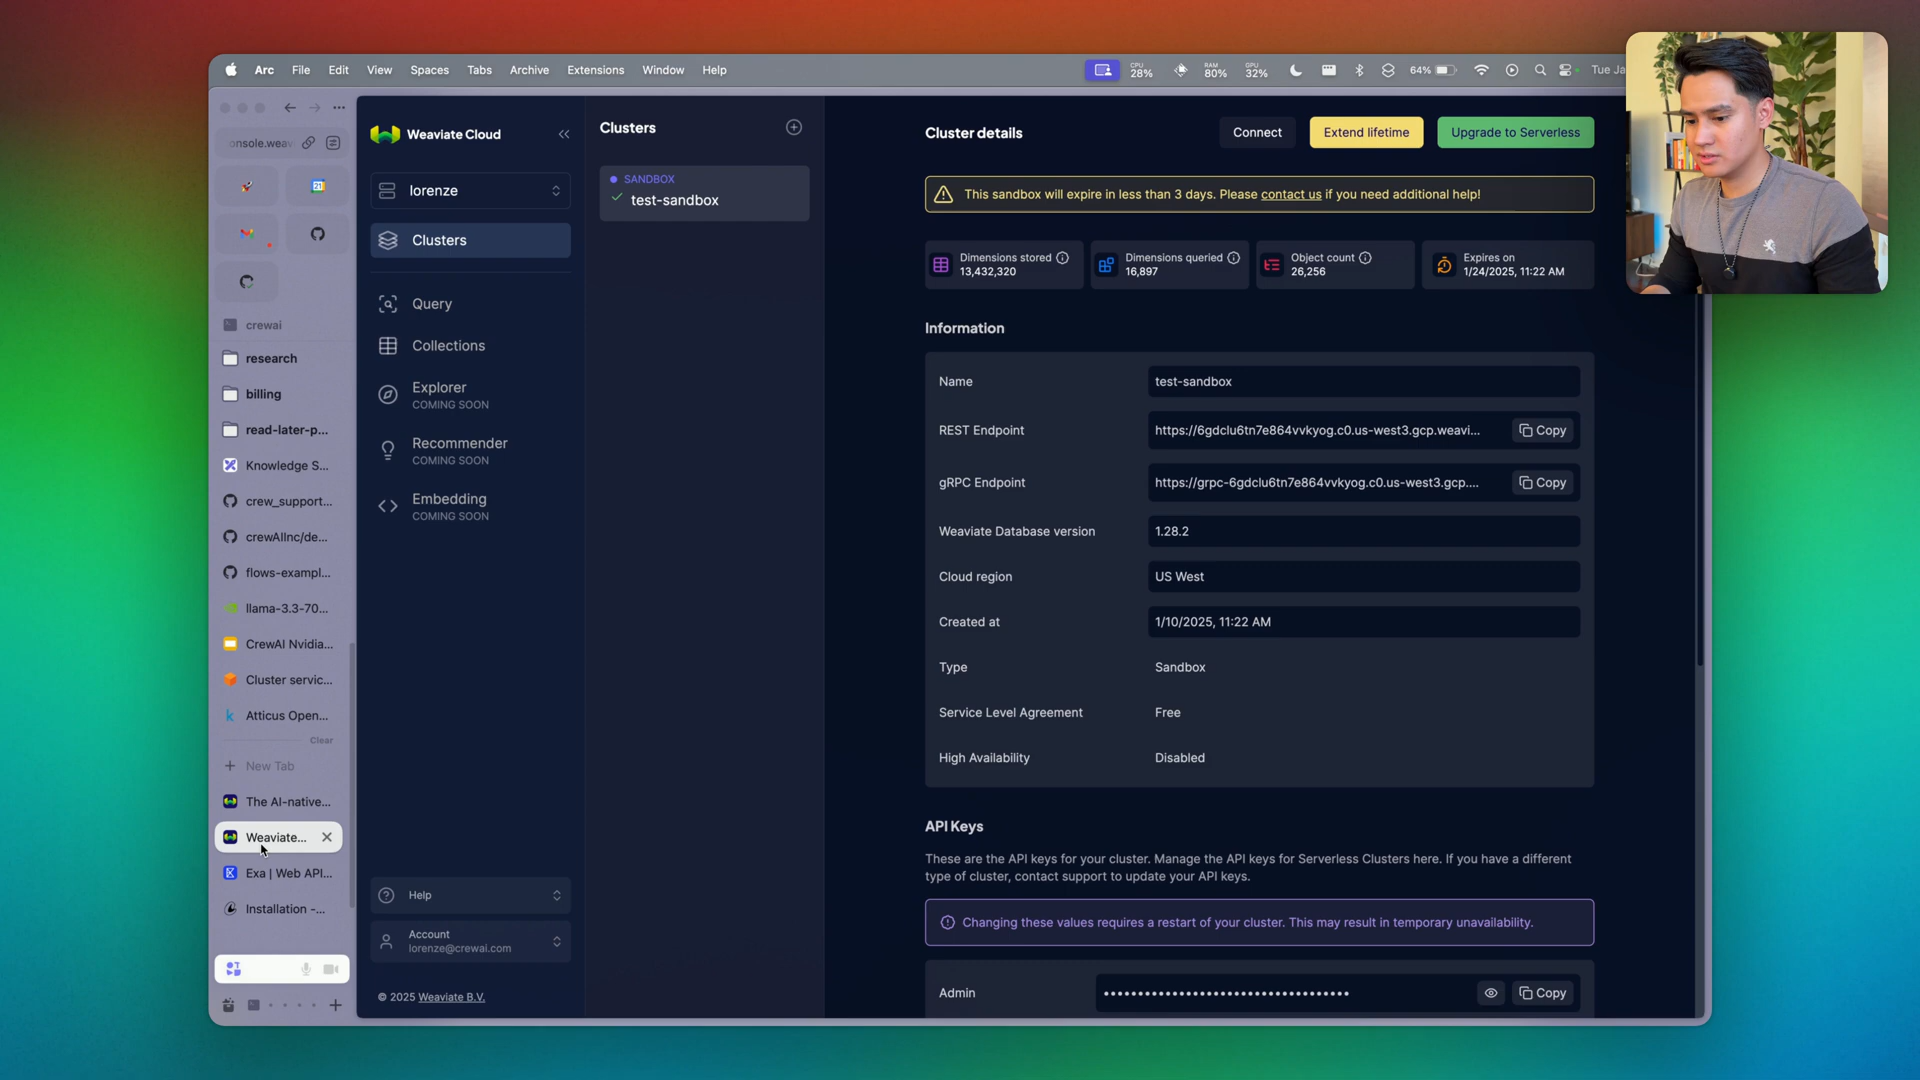 Arc File Edit View Spaces Tabs Archive Extensions Window Help
CPU
28%
RAM
80%
GPU
32%
64%
Tue Ja
onsole.weav
21
crewai
research
billing
read-later-p...
Knowledge S...
crew_support...
crewAIInc/de...
flows-exampl...
llama-3.3-70...
CrewAI Nvidia...
Cluster servic...
Atticus Open...
Clear
New Tab
The AI-native...
Weaviate...
Exa | Web API...
Installation -...
Weaviate Cloud
lorenze
Clusters
Query
Collections
Explorer
COMING SOON
Recommender
COMING SOON
Embedding
COMING SOON
Help
Account
lorenze@crewai.com
© 2025 Weaviate B.V.
Clusters
SANDBOX
test-sandbox
Cluster details
Connect
Extend lifetime
Upgrade to Serverless
This sandbox will expire in less than 3 days. Please contact us if you need additional help!
Dimensions stored
13,432,320
Dimensions queried
16,897
Object count
26,256
Expires on
1/24/2025, 11:22 AM
Information
Name test-sandbox
REST Endpoint https://6gdclu6tn7e864vvkyog.c0.us-west3.gcp.weavi... Copy
gRPC Endpoint https://grpc-6gdclu6tn7e864vvkyog.c0.us-west3.gcp.... Copy
Weaviate Database version 1.28.2
Cloud region US West
Created at 1/10/2025, 11:22 AM
Type Sandbox
Service Level Agreement Free
High Availability Disabled
API Keys
These are the API keys for your cluster. Manage the API keys for Serverless Clusters here. If you have a different
type of cluster, contact support to update your API keys.
Changing these values requires a restart of your cluster. This may result in temporary unavailability.
Admin •••••••••••••••••••••••••••••••••••• Copy